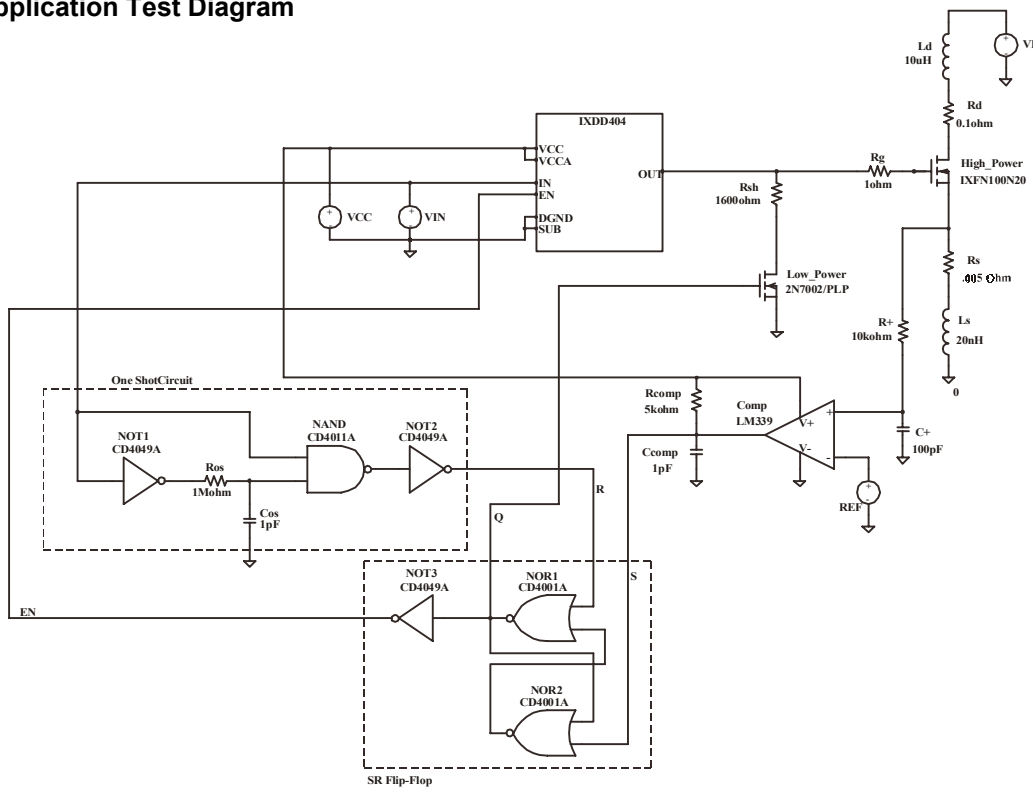 pplication Test Diagram
Ld
10uH
Rd
0.1ohm
IXDD404
VCC
VCCA
IN
EN
DGND
SUB
OUT
Rg
1ohm
High_Power
IXFN100N20
Rsh
1600ohm
VCC
VIN
Low_Power
2N7002/PLP
Rs
.005 Ohm
R+
10kohm
Ls
20nH
0
One ShotCircuit
Rcomp
5kohm
Comp
LM339
V+
V-
+
-
C+
100pF
Ccomp
1pF
REF
NOT1
CD4049A
NAND
CD4011A
NOT2
CD4049A
Ros
1Mohm
Cos
1pF
R
Q
S
EN
NOT3
CD4049A
NOR1
CD4001A
NOR2
CD4001A
SR Flip-Flop